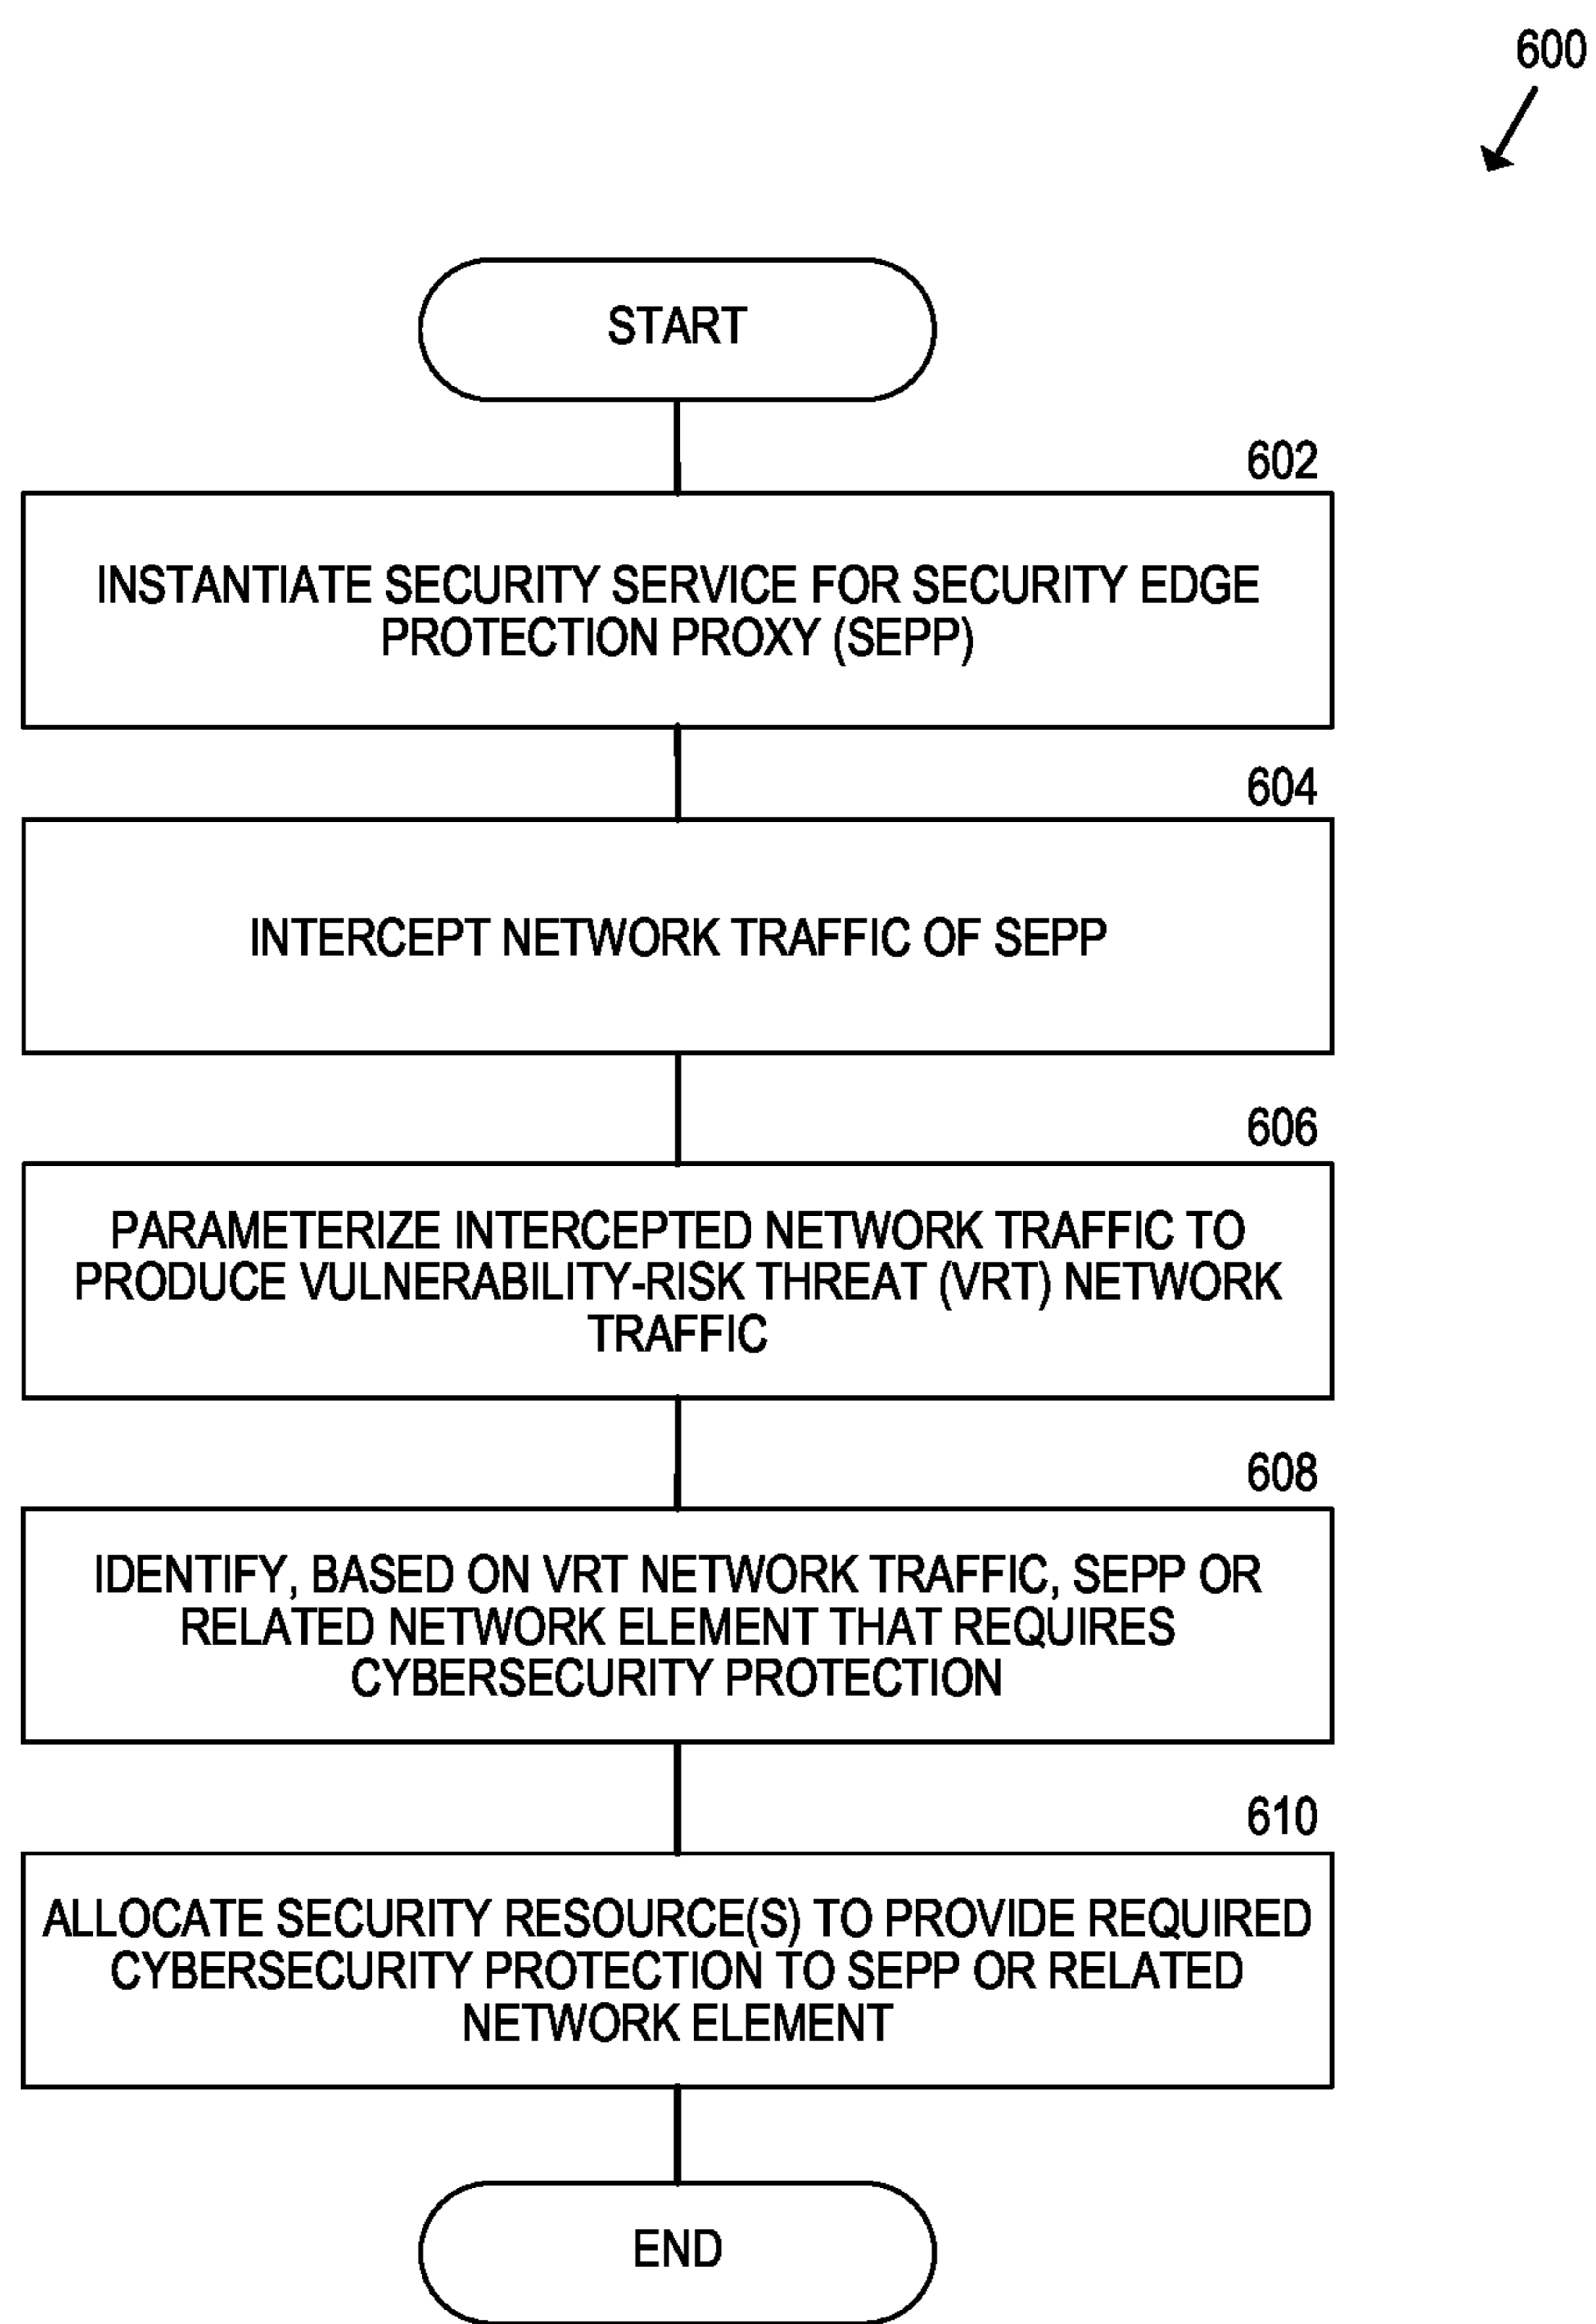 600
START
602
INSTANTIATE SECURITY SERVICE FOR SECURITY EDGE
PROTECTION PROXY (SEPP)
604
INTERCEPT NETWORK TRAFFIC OF SEPP
606
PARAMETERIZE INTERCEPTED NETWORK TRAFFIC TO
PRODUCE VULNERABILITY-RISK THREAT (VRT) NETWORK
TRAFFIC
608
IDENTIFY, BASED ON VRT NETWORK TRAFFIC, SEPP OR
RELATED NETWORK ELEMENT THAT REQUIRES
CYBERSECURITY PROTECTION
610
ALLOCATE SECURITY RESOURCE(S) TO PROVIDE REQUIRED
CYBERSECURITY PROTECTION TO SEPP OR RELATED
NETWORK ELEMENT
END